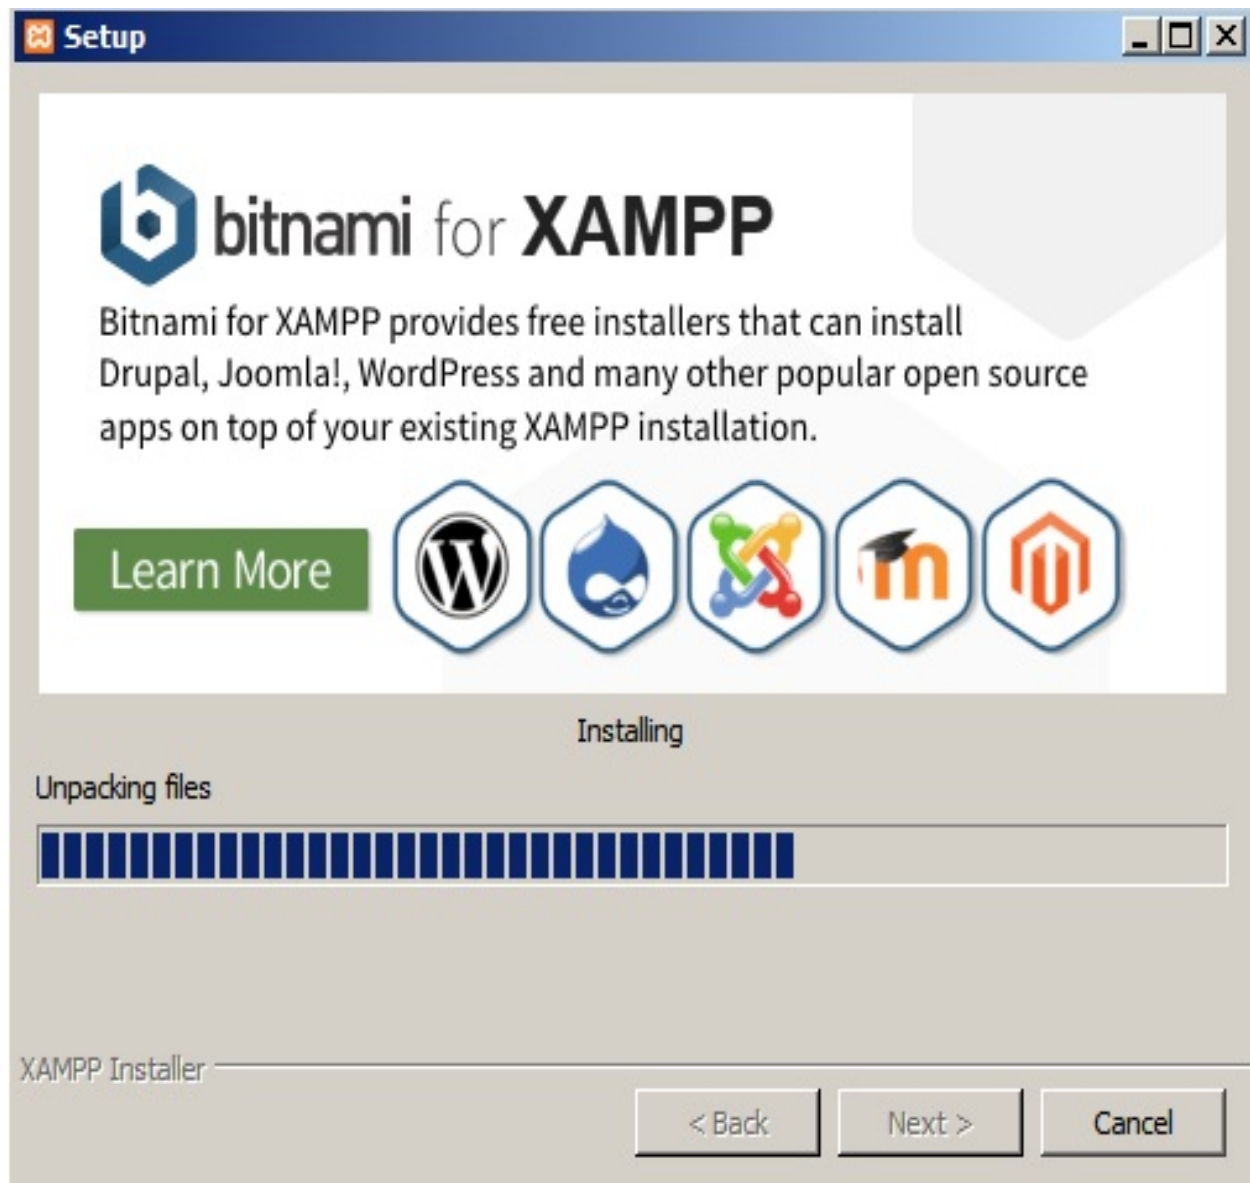 Setup
bitnami for XAMPP
Bitnami for XAMPP provides free installers that can install
Drupal, Joomla!, WordPress and many other popular open source
apps on top of your existing XAMPP installation.
Learn More
Installing
Unpacking files
XAMPP Installer
< Back Next > Cancel